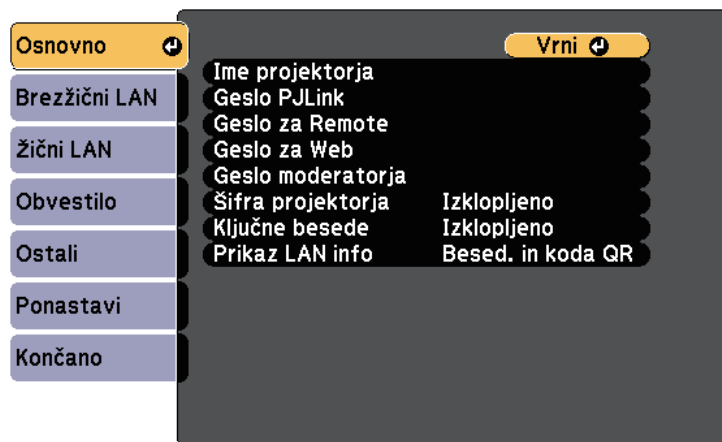 Osnovno
Brezžični LAN
Žični LAN
Obvestilo
Ostali
Ponastavi
Končano
Vrni
Ime projektorja
Geslo PJLink
Geslo za Remote
Geslo za Web
Geslo moderatorja
Šifra projektorja Izklopljeno
Ključne besede Izklopljeno
Prikaz LAN info Besed. in koda QR